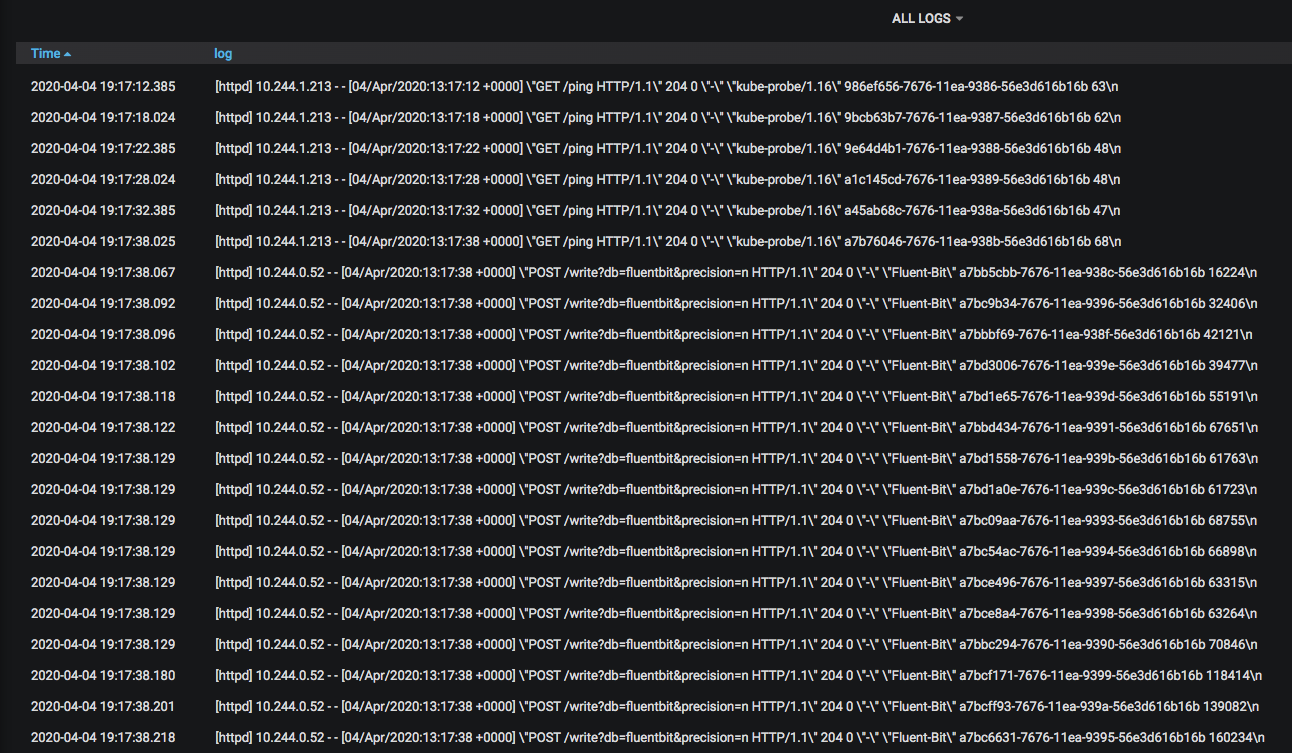 ALL LOGS
Time log
2020-04-04 19:17:12.385 [httpd] 10.244.1.213 - - [04/Apr/2020:13:17:12 +0000] \"GET /ping HTTP/1.1\" 204 0 \"-\" \"kube-probe/1.16\" 986ef656-7676-11ea-9386-56e3d616b16b 63\n
2020-04-04 19:17:18.024 [httpd] 10.244.1.213 - - [04/Apr/2020:13:17:18 +0000] \"GET /ping HTTP/1.1\" 204 0 \"-\" \"kube-probe/1.16\" 9bcb63b7-7676-11ea-9387-56e3d616b16b 62\n
2020-04-04 19:17:22.385 [httpd] 10.244.1.213 - - [04/Apr/2020:13:17:22 +0000] \"GET /ping HTTP/1.1\" 204 0 \"-\" \"kube-probe/1.16\" 9e64d4b1-7676-11ea-9388-56e3d616b16b 48\n
2020-04-04 19:17:28.024 [httpd] 10.244.1.213 - - [04/Apr/2020:13:17:28 +0000] \"GET /ping HTTP/1.1\" 204 0 \"-\" \"kube-probe/1.16\" a1c145cd-7676-11ea-9389-56e3d616b16b 48\n
2020-04-04 19:17:32.385 [httpd] 10.244.1.213 - - [04/Apr/2020:13:17:32 +0000] \"GET /ping HTTP/1.1\" 204 0 \"-\" \"kube-probe/1.16\" a45ab68c-7676-11ea-938a-56e3d616b16b 47\n
2020-04-04 19:17:38.025 [httpd] 10.244.1.213 - - [04/Apr/2020:13:17:38 +0000] \"GET /ping HTTP/1.1\" 204 0 \"-\" \"kube-probe/1.16\" a7b76046-7676-11ea-938b-56e3d616b16b 68\n
2020-04-04 19:17:38.067 [httpd] 10.244.0.52 - - [04/Apr/2020:13:17:38 +0000] \"POST /write?db=fluentbit&precision=n HTTP/1.1\" 204 0 \"-\" \"Fluent-Bit\" a7bb5cbb-7676-11ea-938c-56e3d616b16b 16224\n
2020-04-04 19:17:38.092 [httpd] 10.244.0.52 - - [04/Apr/2020:13:17:38 +0000] \"POST /write?db=fluentbit&precision=n HTTP/1.1\" 204 0 \"-\" \"Fluent-Bit\" a7bc9b34-7676-11ea-9396-56e3d616b16b 32406\n
2020-04-04 19:17:38.096 [httpd] 10.244.0.52 - - [04/Apr/2020:13:17:38 +0000] \"POST /write?db=fluentbit&precision=n HTTP/1.1\" 204 0 \"-\" \"Fluent-Bit\" a7bbbf69-7676-11ea-938f-56e3d616b16b 42121\n
2020-04-04 19:17:38.102 [httpd] 10.244.0.52 - - [04/Apr/2020:13:17:38 +0000] \"POST /write?db=fluentbit&precision=n HTTP/1.1\" 204 0 \"-\" \"Fluent-Bit\" a7bd3006-7676-11ea-939e-56e3d616b16b 39477\n
2020-04-04 19:17:38.118 [httpd] 10.244.0.52 - - [04/Apr/2020:13:17:38 +0000] \"POST /write?db=fluentbit&precision=n HTTP/1.1\" 204 0 \"-\" \"Fluent-Bit\" a7bd1e65-7676-11ea-939d-56e3d616b16b 55191\n
2020-04-04 19:17:38.122 [httpd] 10.244.0.52 - - [04/Apr/2020:13:17:38 +0000] \"POST /write?db=fluentbit&precision=n HTTP/1.1\" 204 0 \"-\" \"Fluent-Bit\" a7bbd434-7676-11ea-9391-56e3d616b16b 67651\n
2020-04-04 19:17:38.129 [httpd] 10.244.0.52 - - [04/Apr/2020:13:17:38 +0000] \"POST /write?db=fluentbit&precision=n HTTP/1.1\" 204 0 \"-\" \"Fluent-Bit\" a7bd1558-7676-11ea-939b-56e3d616b16b 61763\n
2020-04-04 19:17:38.129 [httpd] 10.244.0.52 - - [04/Apr/2020:13:17:38 +0000] \"POST /write?db=fluentbit&precision=n HTTP/1.1\" 204 0 \"-\" \"Fluent-Bit\" a7bd1a0e-7676-11ea-939c-56e3d616b16b 61723\n
2020-04-04 19:17:38.129 [httpd] 10.244.0.52 - - [04/Apr/2020:13:17:38 +0000] \"POST /write?db=fluentbit&precision=n HTTP/1.1\" 204 0 \"-\" \"Fluent-Bit\" a7bc09aa-7676-11ea-9393-56e3d616b16b 68755\n
2020-04-04 19:17:38.129 [httpd] 10.244.0.52 - - [04/Apr/2020:13:17:38 +0000] \"POST /write?db=fluentbit&precision=n HTTP/1.1\" 204 0 \"-\" \"Fluent-Bit\" a7bc54ac-7676-11ea-9394-56e3d616b16b 66898\n
2020-04-04 19:17:38.129 [httpd] 10.244.0.52 - - [04/Apr/2020:13:17:38 +0000] \"POST /write?db=fluentbit&precision=n HTTP/1.1\" 204 0 \"-\" \"Fluent-Bit\" a7bce496-7676-11ea-9397-56e3d616b16b 63315\n
2020-04-04 19:17:38.129 [httpd] 10.244.0.52 - - [04/Apr/2020:13:17:38 +0000] \"POST /write?db=fluentbit&precision=n HTTP/1.1\" 204 0 \"-\" \"Fluent-Bit\" a7bce8a4-7676-11ea-9398-56e3d616b16b 63264\n
2020-04-04 19:17:38.129 [httpd] 10.244.0.52 - - [04/Apr/2020:13:17:38 +0000] \"POST /write?db=fluentbit&precision=n HTTP/1.1\" 204 0 \"-\" \"Fluent-Bit\" a7bbc294-7676-11ea-9390-56e3d616b16b 70846\n
2020-04-04 19:17:38.180 [httpd] 10.244.0.52 - - [04/Apr/2020:13:17:38 +0000] \"POST /write?db=fluentbit&precision=n HTTP/1.1\" 204 0 \"-\" \"Fluent-Bit\" a7bcf171-7676-11ea-9399-56e3d616b16b 118414\n
2020-04-04 19:17:38.201 [httpd] 10.244.0.52 - - [04/Apr/2020:13:17:38 +0000] \"POST /write?db=fluentbit&precision=n HTTP/1.1\" 204 0 \"-\" \"Fluent-Bit\" a7bcff93-7676-11ea-939a-56e3d616b16b 139082\n
2020-04-04 19:17:38.218 [httpd] 10.244.0.52 - - [04/Apr/2020:13:17:38 +0000] \"POST /write?db=fluentbit&precision=n HTTP/1.1\" 204 0 \"-\" \"Fluent-Bit\" a7bc6631-7676-11ea-9395-56e3d616b16b 160234\n